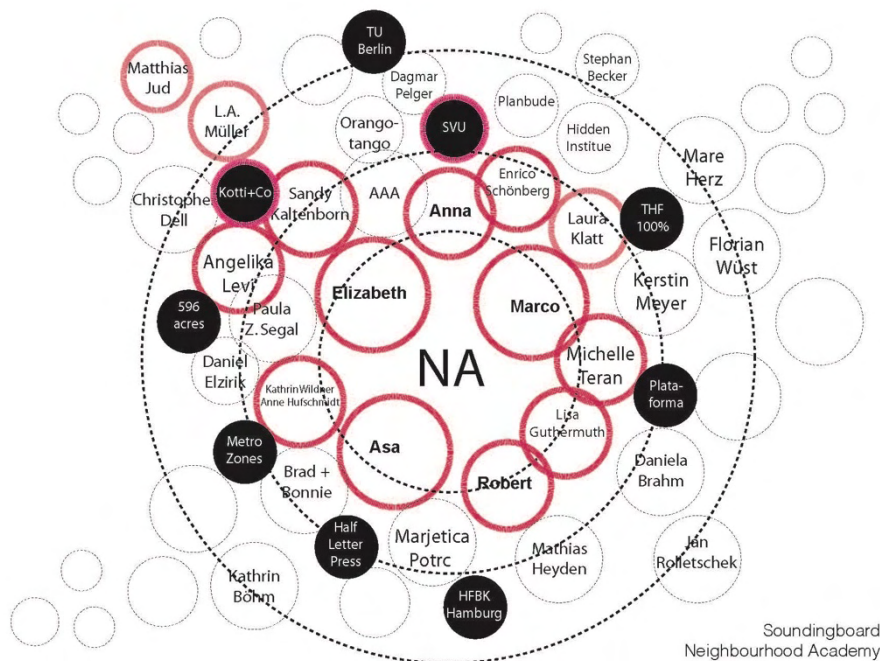 TU
Berlin
Stephan
Becker
Matthias
Jud
Dagmar
Pelger
Planbude
L.A.
Müller
Orango-
tango
SVU
Hidden
Institue
Mare
Herz
Christophe
Dell
Kotti+Co
Sandy
Kaltenborn
AAA
Anna
Enrico
Schönberg
Laura
Klatt
THF
100%
Florian
Wüst
Angelika
Levi
Elizabeth
Marco
Kerstin
Meyer
596
acres
Paula
Z. Segal
Michelle
Teran
NA
Daniel
Elzirik
Kathrin Wildner
Anne Hufschmidt
Plata-
forma
Lisa
Guthermuth
Metro
Zones
Asa
Brad +
Bonnie
Robert
Daniela
Brahm
Half
Letter
Press
Marjetica
Potrc
Mathias
Heyden
Jan
Rolletschek
Kathrin
Böhm
HFBK
Hamburg
Soundingboard
Neighbourhood Academy